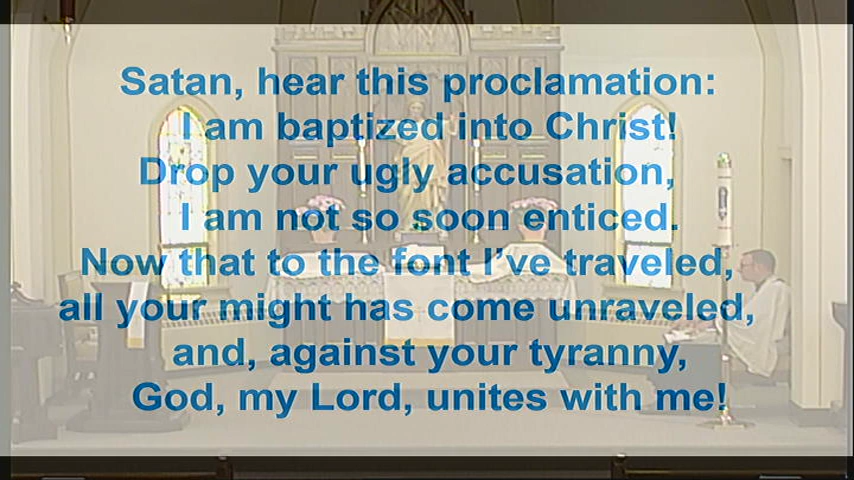 Satan, hear this proclamation:
I am baptized into Christ!
Drop your ugly accusation,
I am not so soon enticed.
Now that to the font I’ve traveled,
all your might has come unraveled,
and, against your tyranny,
God, my Lord, unites with me!